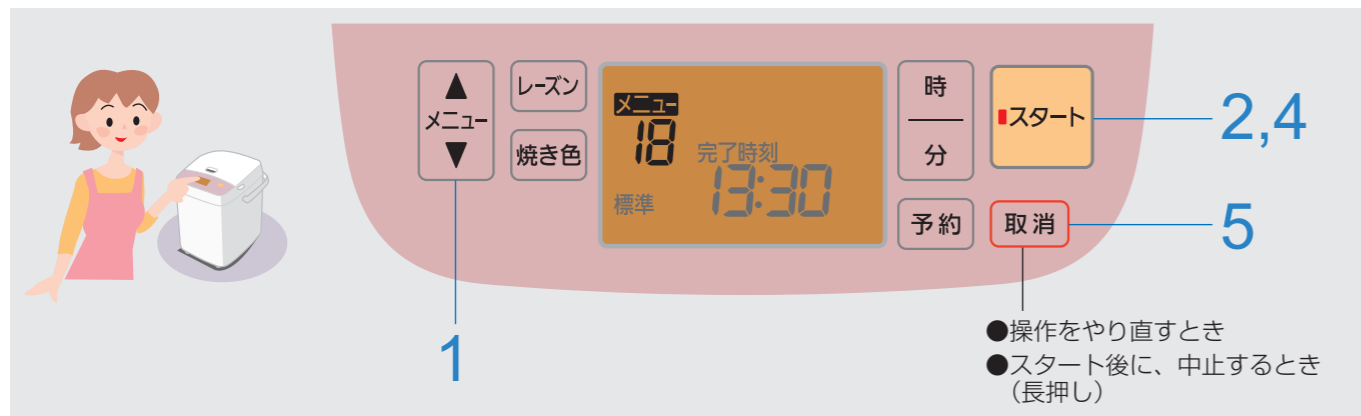 ▲
メニュー
▼
レーズン
焼き色
メニュー
18
完了時刻
13:30
標準
時
分
予約
スタート
取消
2,4
5
1
●操作をやり直すとき
●スタート後に、中止するとき
（長押し）